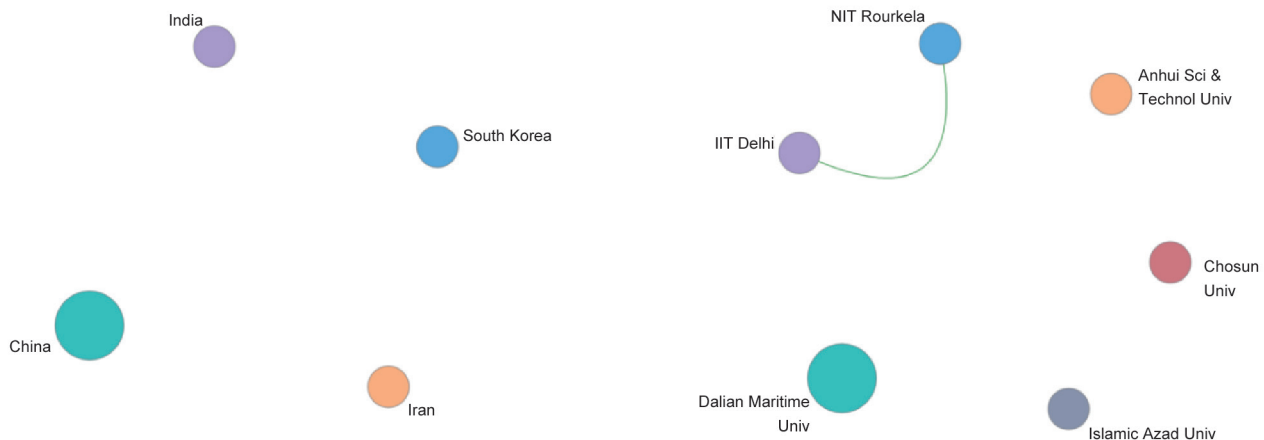 India
South Korea
China
Iran
NIT Rourkela
Anhui Sci &
Technol Univ
IIT Delhi
Chosun
Univ
Dalian Maritime
Univ
Islamic Azad Univ